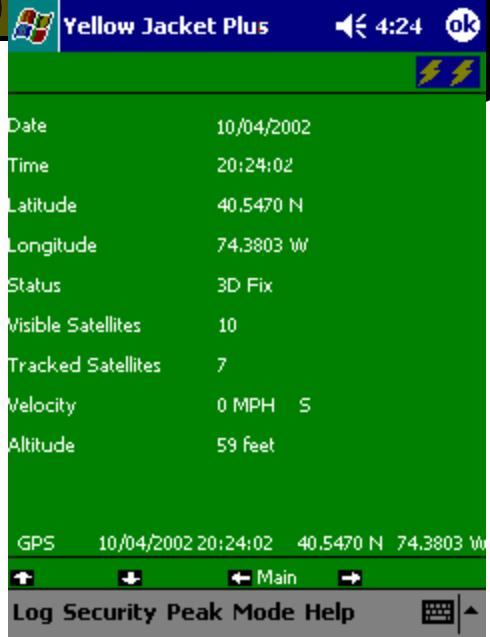 Yellow Jacket Plus 4:24 ok
Date 10/04/2002
Time 20:24:02
Latitude 40.5470 N
Longitude 74.3803 W
Status 3D Fix
Visible Satellites 10
Tracked Satellites 7
Velocity 0 MPH S
Altitude 59 feet
GPS 10/04/2002 20:24:02 40.5470 N 74.3803 W
Main
Log Security Peak Mode Help